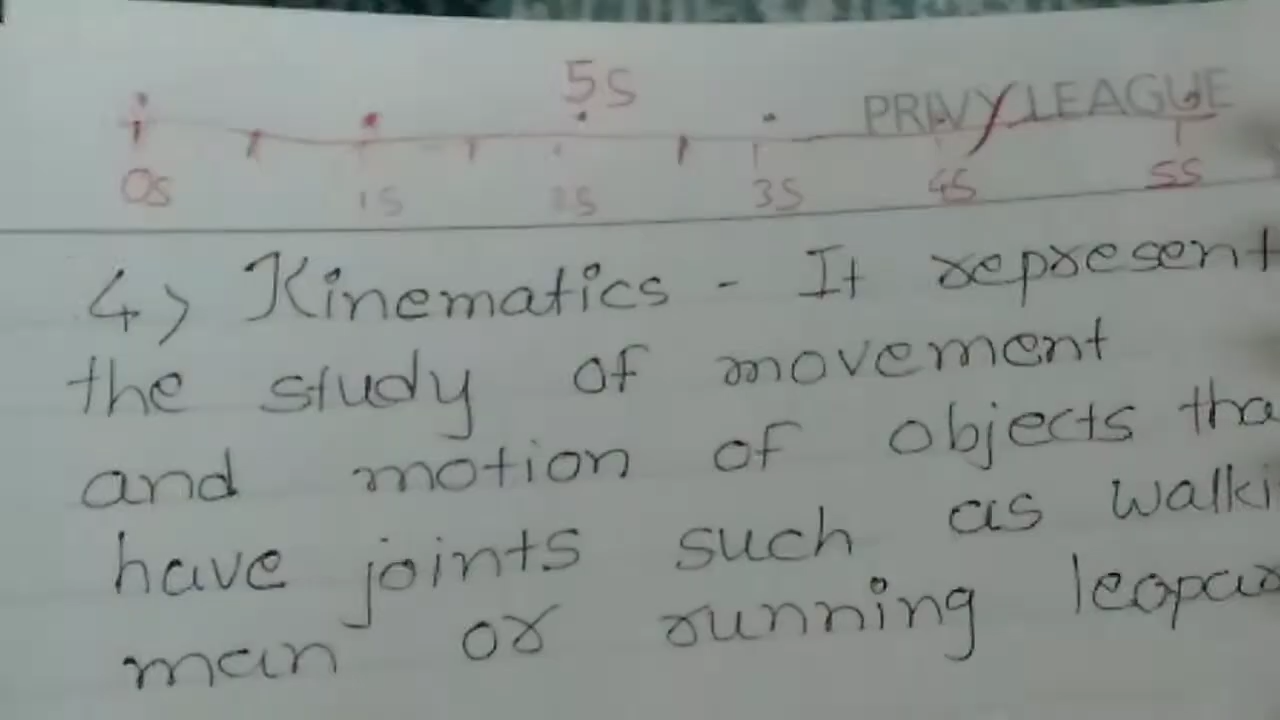 5S
PRIVYLEAGUE
0S 1S 2S 3S 4S 5S
4> Kinematics - It represent
the study of movement
and motion of objects tha
have joints such as walki
man or running leopar